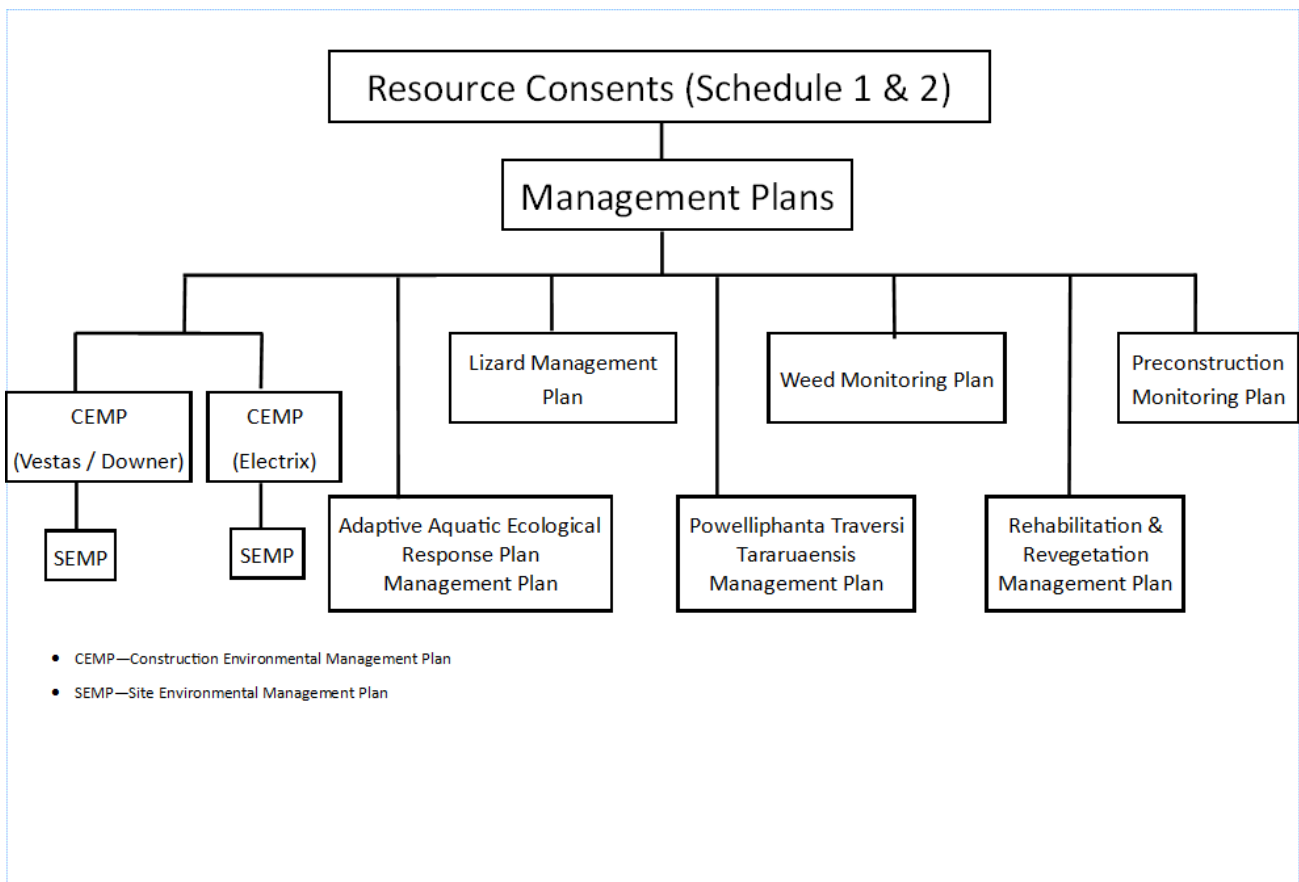 Resource Consents (Schedule 1 & 2)
Management Plans
CEMP
(Vestas / Downer)
SEMP
CEMP
(Electrix)
SEMP
Adaptive Aquatic Ecological
Response Plan
Management Plan
Lizard Management
Plan
Powelliphanta Traversi
Tararuaensis
Management Plan
Weed Monitoring Plan
Rehabilitation &
Revegetation
Management Plan
Preconstruction
Monitoring Plan
• CEMP—Construction Environmental Management Plan
• SEMP—Site Environmental Management Plan